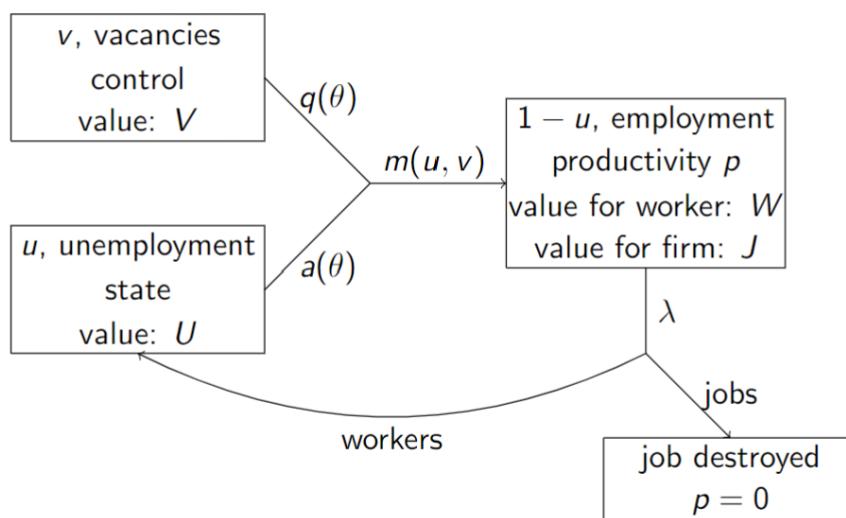 v, vacancies
control
value: V
q(θ)
m(u, v)
1 − u, employment
productivity p
value for worker: W
value for firm: J
u, unemployment
state
value: U
a(θ)
λ
jobs
workers
job destroyed
p = 0